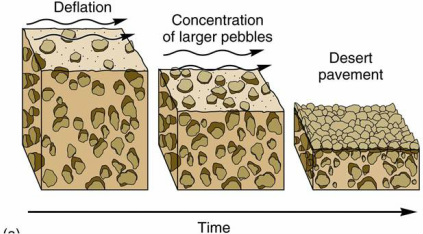 Deflation
Concentration
of larger pebbles
Desert
pavement
Time